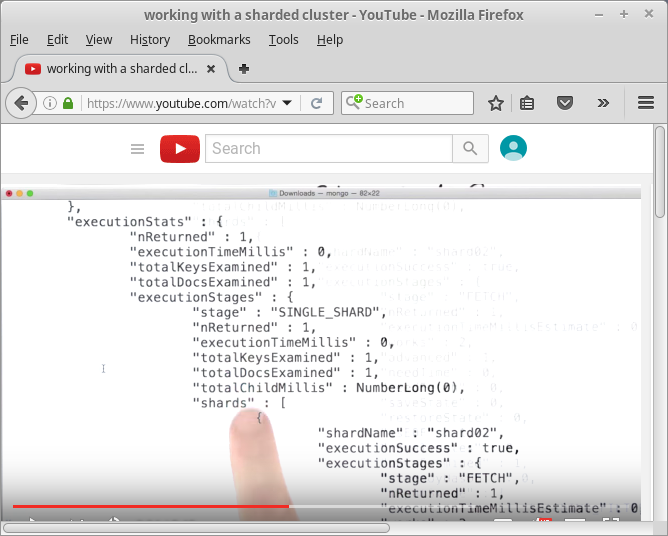 working with a sharded cluster - YouTube - Mozilla Firefox
File Edit View History Bookmarks Tools Help
working with a sharded cl...
https://www.youtube.com/watch?v
Search
Search
Downloads — mongo — 82×22
},
"executionStats" : {
"nReturned" : 1,
"executionTimeMillis" : 0,
"totalKeysExamined" : 1,
"totalDocsExamined" : 1,
"executionStages" : {
"stage" : "SINGLE_SHARD",
"nReturned" : 1,
"executionTimeMillis" : 0,
"totalKeysExamined" : 1,
"totalDocsExamined" : 1,
"totalChildMillis" : NumberLong(0),
"shards" : [
{
"shardName" : "shard02",
"executionSuccess" : true,
"executionStages" : {
"stage" : "FETCH",
"nReturned" : 1,
"executionTimeMillisEstimate" : 0